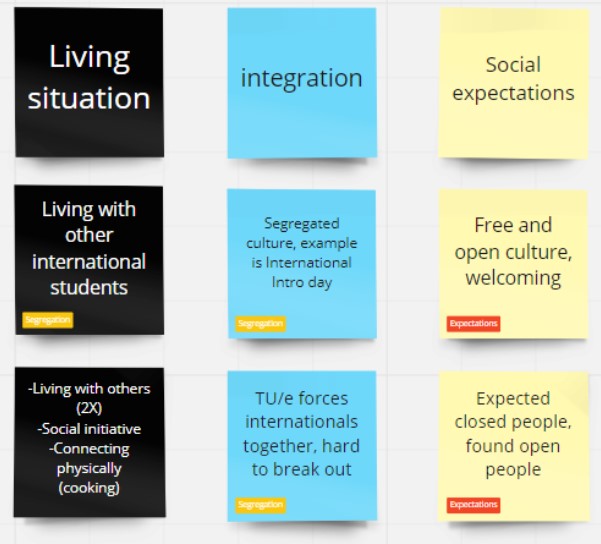 Living
situation
integration
Social
expectations
Living with
other
international
students
Segregation
Segregated
culture, example
is International
Intro day
Segregation
Free and
open culture,
welcoming
Expectations
-Living with others
(2X)
-Social initiative
-Connecting
physically
(cooking)
TU/e forces
internationals
together, hard
to break out
Segregation
Expected
closed people,
found open
people
Expectations